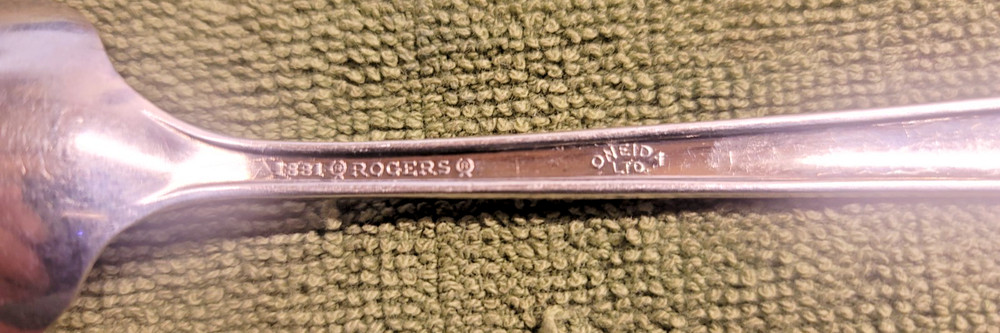 1881 ® ROGERS ®
ONEIDA
LTD.